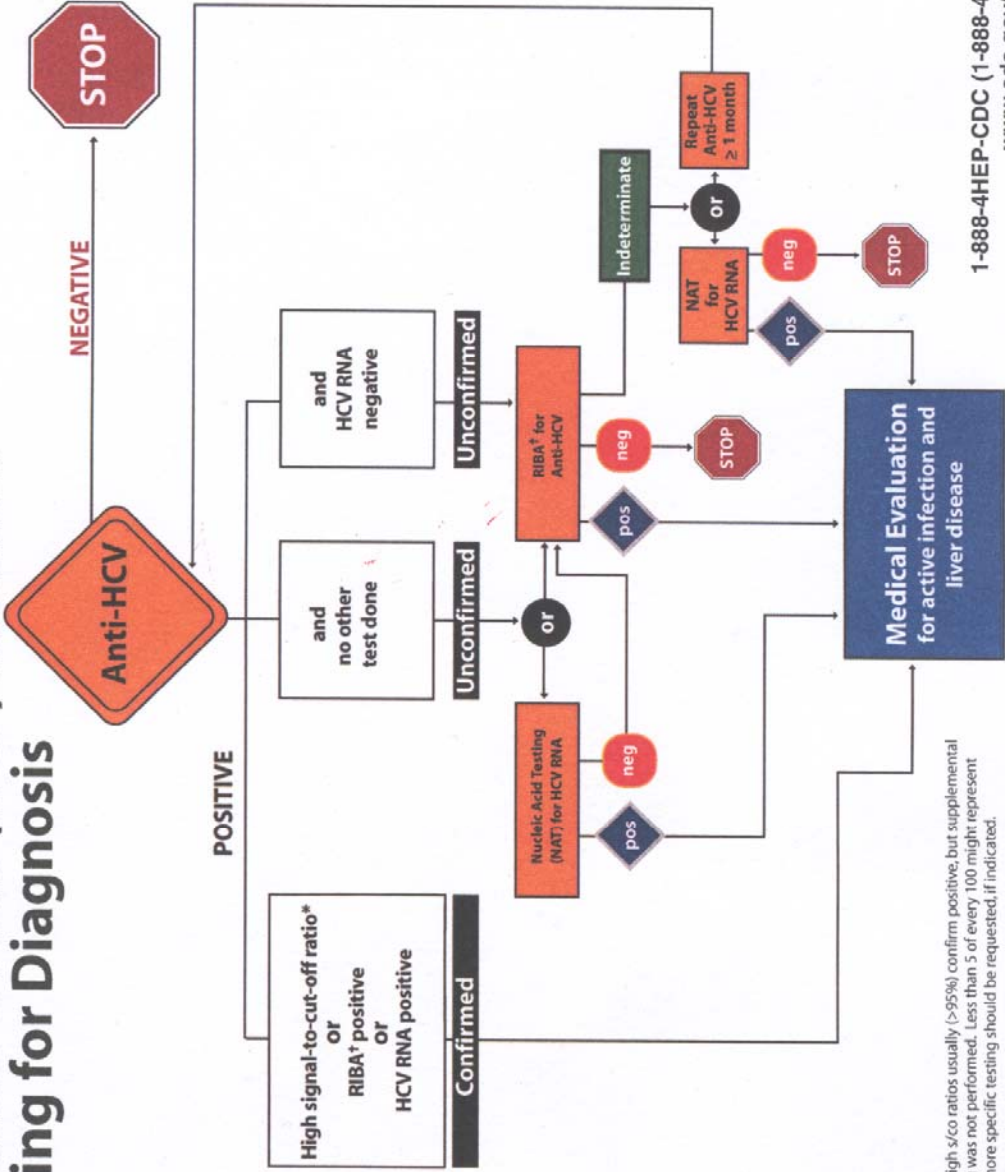 ing for Diagnosis
Anti-HCV
NEGATIVE
STOP
POSITIVE
High signal-to-cut-off ratio*
or
RIBA† positive
or
HCV RNA positive
Confirmed
and
no other
test done
Unconfirmed
and
HCV RNA
negative
Unconfirmed
or
Nucleic Acid Testing
(NAT) for HCV RNA
pos
neg
RIBA† for
Anti-HCV
pos
neg
STOP
Indeterminate
or
NAT
for
HCV RNA
Repeat
Anti-HCV
≥ 1 month
pos
neg
STOP
Medical Evaluation
for active infection and
liver disease
igh s/co ratios usually (>95%) confirm positive, but supplemental
was not performed. Less than 5 of every 100 might represent
ore specific testing should be requested, if indicated.
1-888-4HEP-CDC (1-888-4